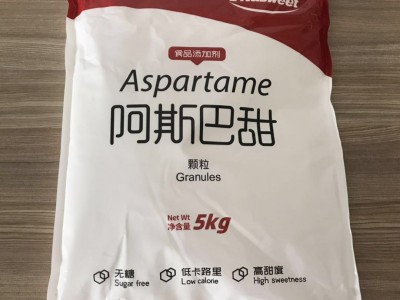 食品添加剂
Aspartame
阿斯巴甜
颗粒
Granules
Net Wt
净含量 5kg
无糖
Sugar free
低卡路里
Low calorie
高甜度
High sweetness